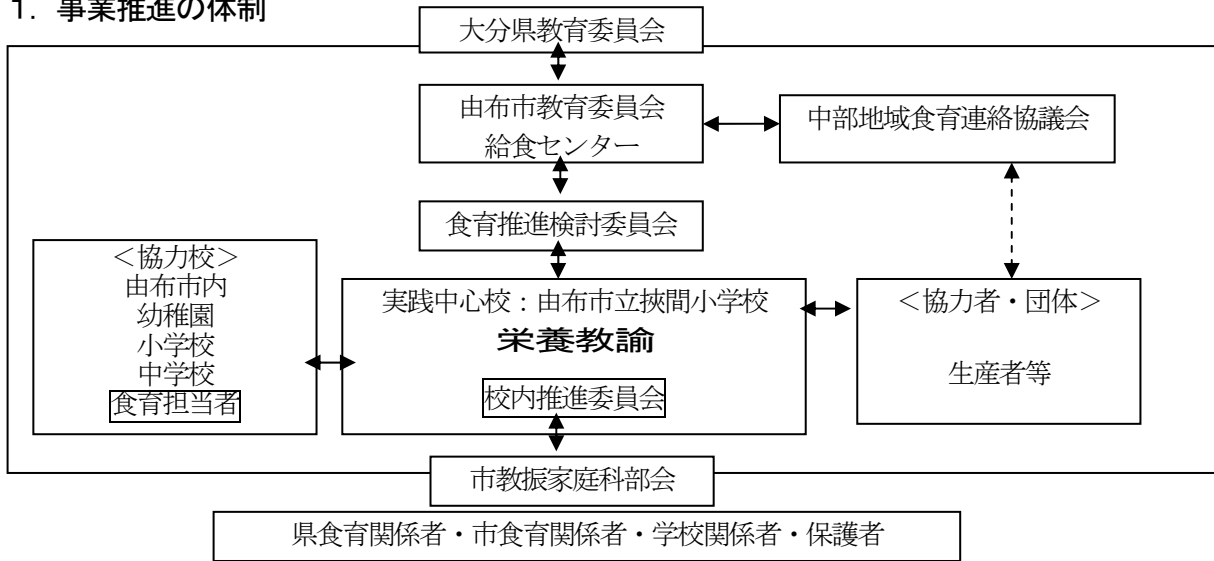 1．事業推進の体制
大分県教育委員会
由布市教育委員会
給食センター
中部地域食育連絡協議会
食育推進検討委員会
＜協力校＞
由布市内
幼稚園
小学校
中学校
食育担当者
実践中心校：由布市立挾間小学校
栄養教諭
校内推進委員会
＜協力者・団体＞
生産者等
市教振家庭科部会
県食育関係者・市食育関係者・学校関係者・保護者